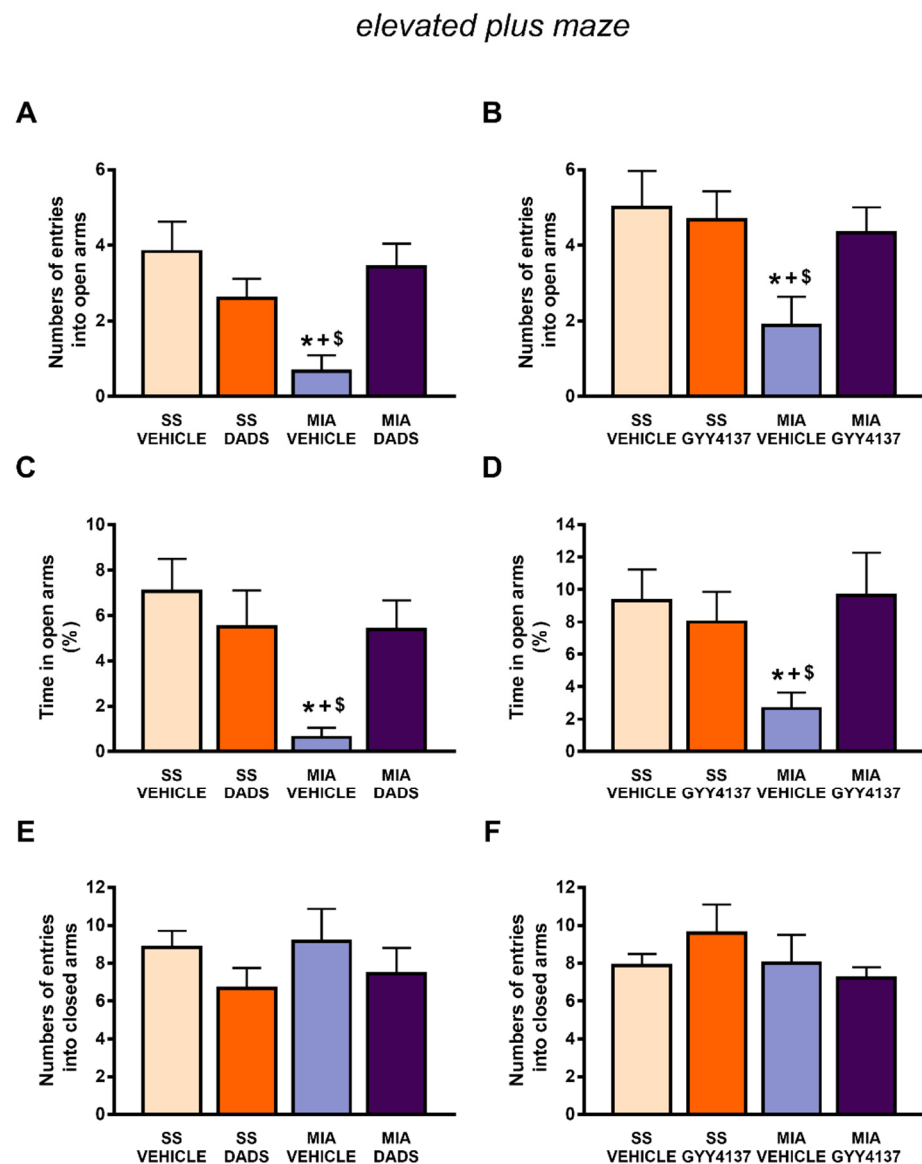 elevated plus maze
A
Numbers of entries
into open arms
6
4
2
0
*+$
SS
VEHICLE
SS
DADS
MIA
VEHICLE
MIA
DADS
B
Numbers of entries
into open arms
6
4
2
0
*+$
SS
VEHICLE
SS
GYY4137
MIA
VEHICLE
MIA
GYY4137
C
Time in open arms
(%)
10
8
6
4
2
0
*+$
SS
VEHICLE
SS
DADS
MIA
VEHICLE
MIA
DADS
D
Time in open arms
(%)
14
12
10
8
6
4
2
0
*+$
SS
VEHICLE
SS
GYY4137
MIA
VEHICLE
MIA
GYY4137
E
Numbers of entries
into closed arms
12
10
8
6
4
2
0
SS
VEHICLE
SS
DADS
MIA
VEHICLE
MIA
DADS
F
Numbers of entries
into closed arms
12
10
8
6
4
2
0
SS
VEHICLE
SS
GYY4137
MIA
VEHICLE
MIA
GYY4137